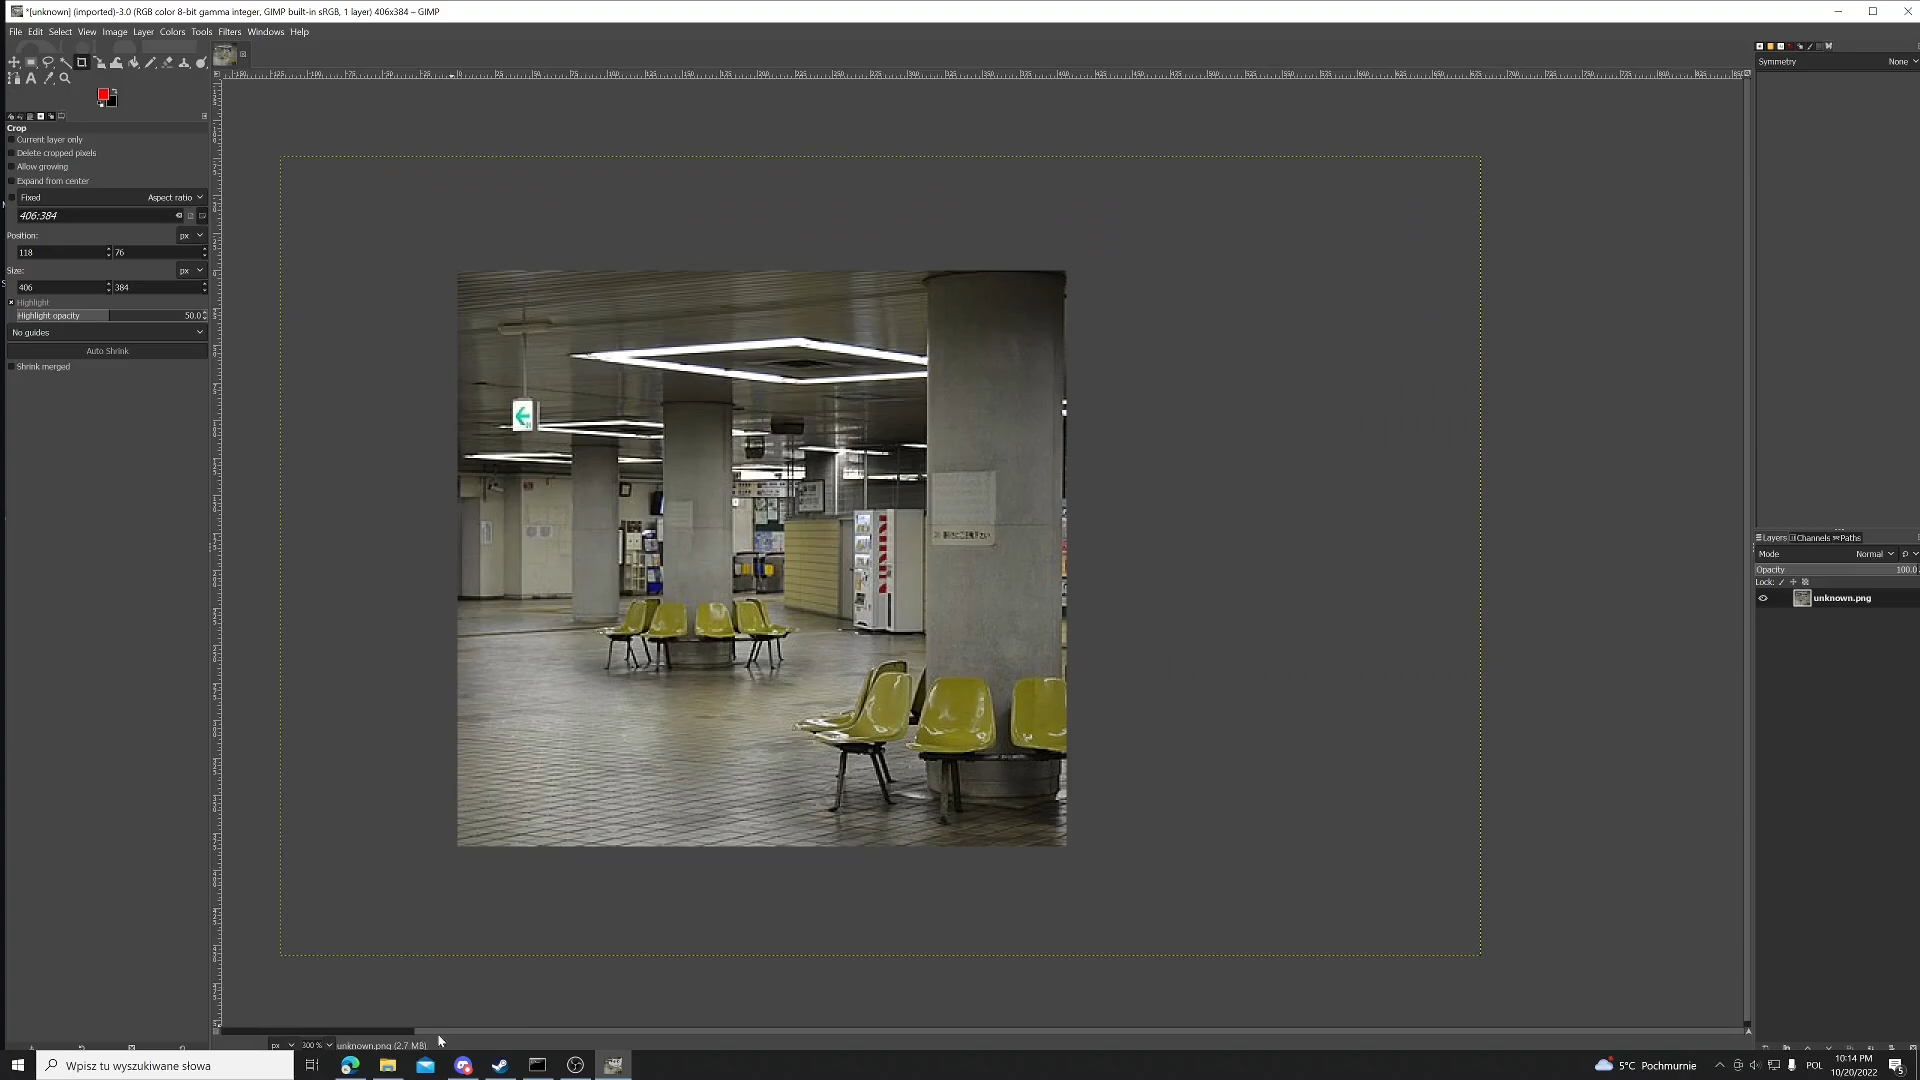 *[unknown] (imported)-3.0 (RGB color 8-bit gamma integer, GIMP built-in sRGB, 1 layer) 406x384 – GIMP
File Edit Select View Image Layer Colors Tools Filters Windows Help
Crop
Current layer only
Delete cropped pixels
Allow growing
Expand from center
Fixed Aspect ratio
406:384
Position: px
118 76
Size: px
406 384
Highlight
Highlight opacity 50.0
No guides
Auto Shrink
Shrink merged
Symmetry None
Layers Channels Paths
Mode Normal
Opacity 100.0
Lock:
unknown.png
px 300 % unknown.png (2.7 MB)
Wpisz tu wyszukiwane słowa
5°C Pochmurnie
POL
10:14 PM
10/20/2022
5